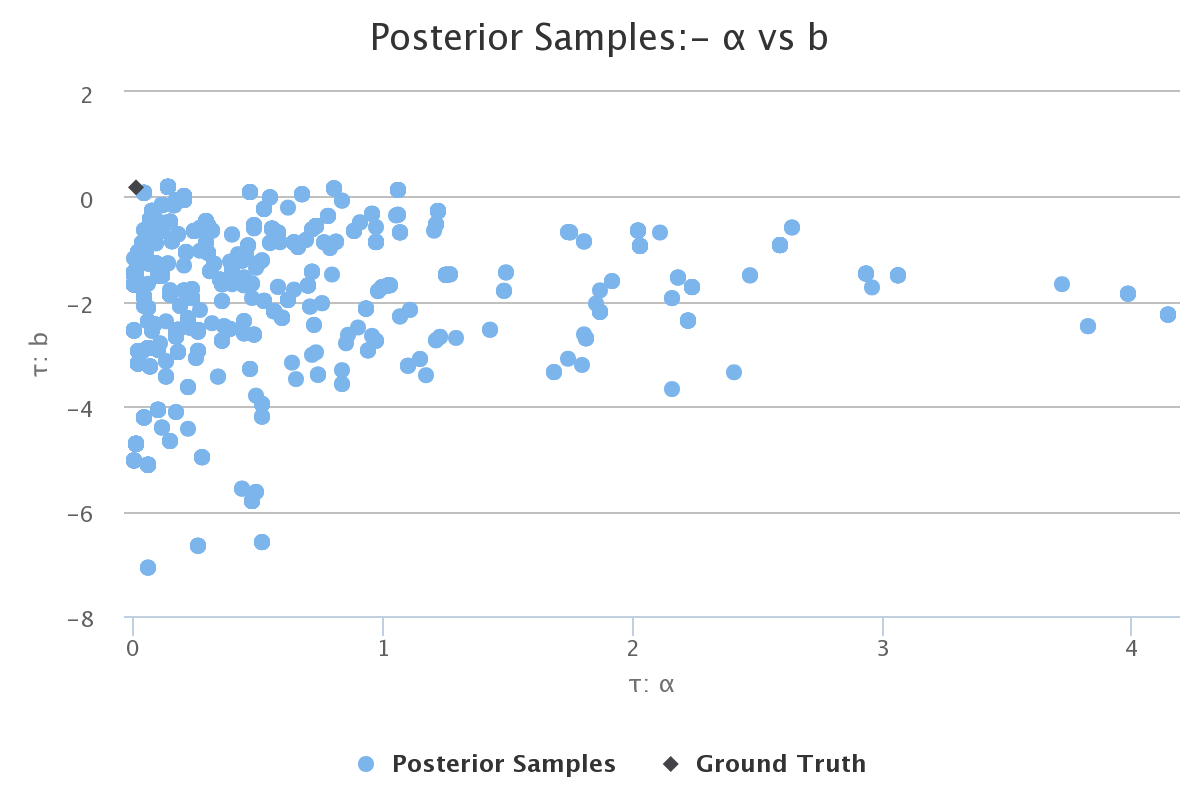 Posterior Samples:- α vs b
2
0
−2
−4
−6
−8
τ: b
0 1 2 3 4
τ: α
Posterior Samples Ground Truth